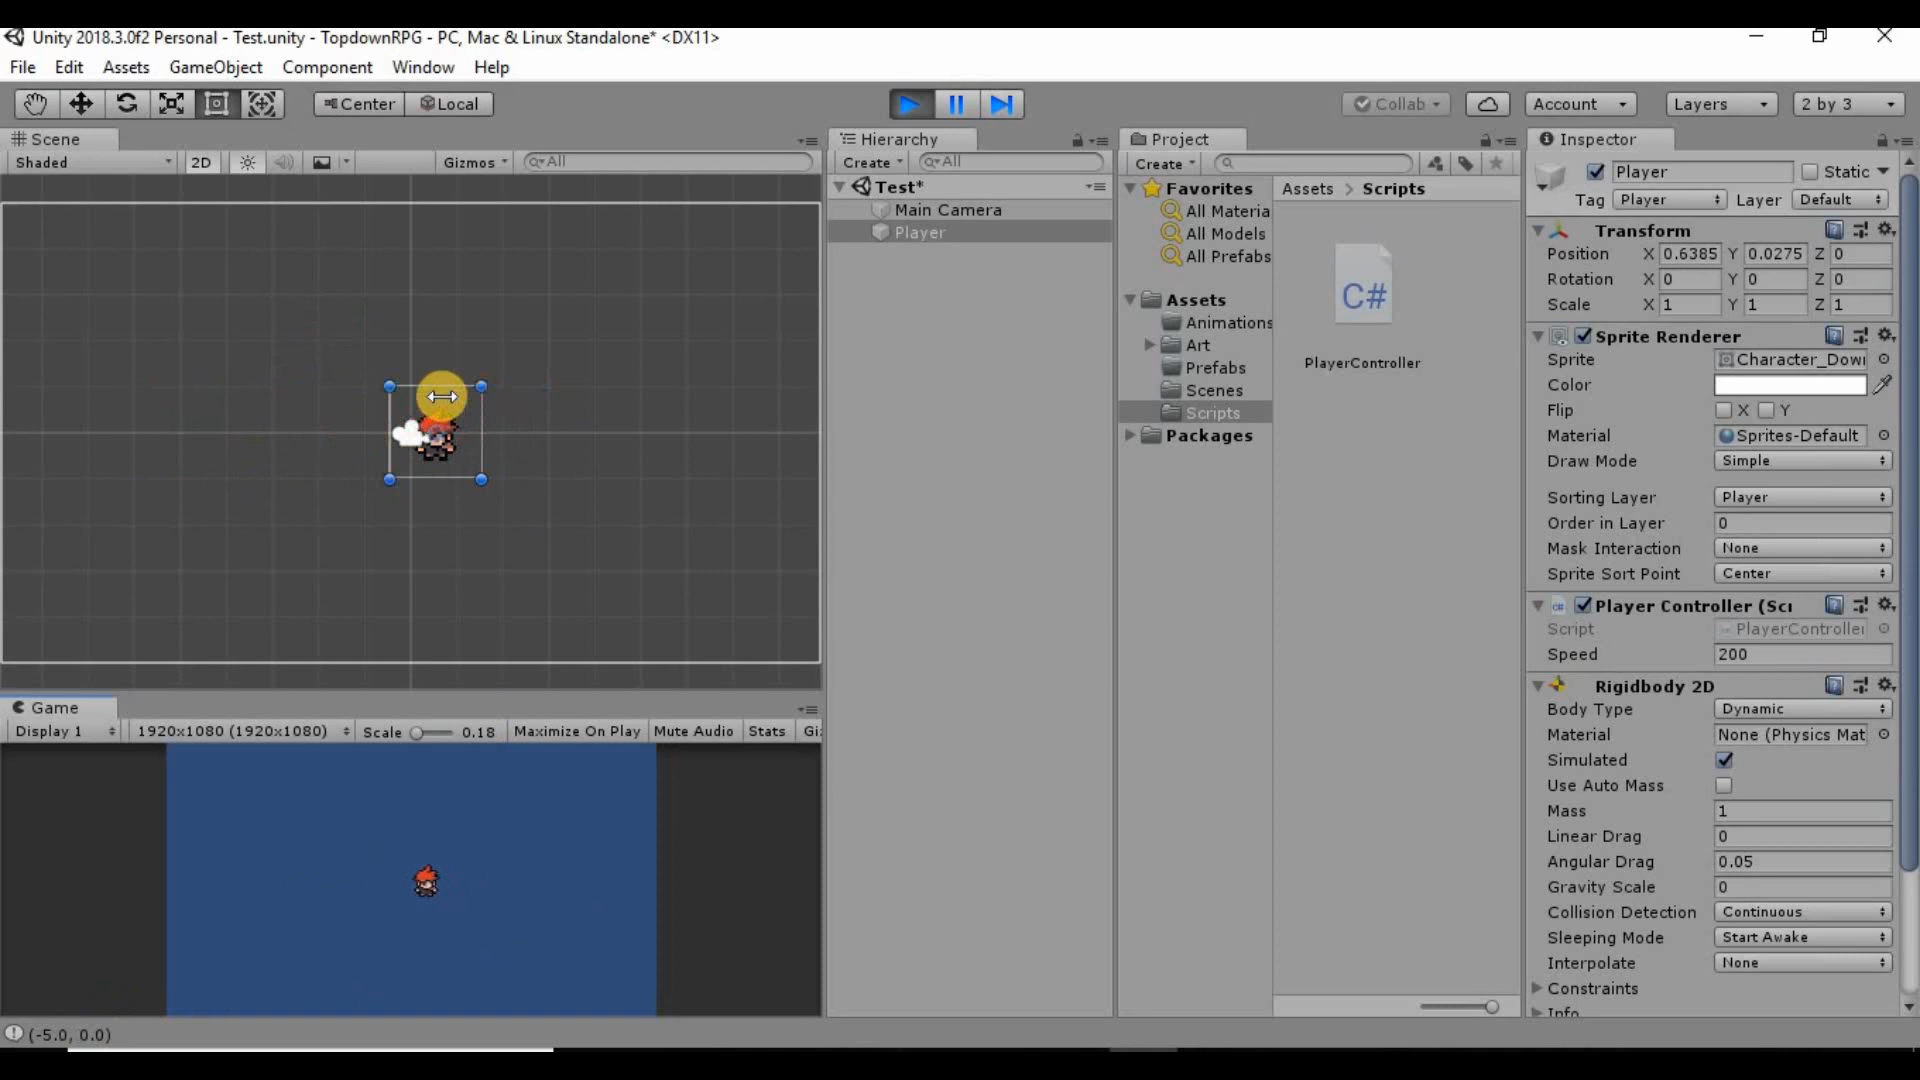 Unity 2018.3.0f2 Personal - Test.unity - TopdownRPG - PC, Mac & Linux Standalone* <DX11>
File Edit Assets GameObject Component Window Help
Center Local Collab Account Layers 2 by 3
Scene
Shaded 2D Gizmos All
Hierarchy
Create All
Test*
Main Camera
Player
Project
Create
Favorites
All Materia
All Models
All Prefabs
Assets
Animations
Art
Prefabs
Scenes
Scripts
Packages
Assets > Scripts
C#
PlayerController
Inspector
Player Static
Tag Player Layer Default
Transform
Position X 0.6385 Y 0.0275 Z 0
Rotation X 0 Y 0 Z 0
Scale X 1 Y 1 Z 1
Sprite Renderer
Sprite Character_Dow
Color
Flip X Y
Material Sprites-Default
Draw Mode Simple
Sorting Layer Player
Order in Layer 0
Mask Interaction None
Sprite Sort Point Center
Player Controller (Scr
Script PlayerController
Speed 200
Rigidbody 2D
Body Type Dynamic
Material None (Physics Mat
Simulated
Use Auto Mass
Mass 1
Linear Drag 0
Angular Drag 0.05
Gravity Scale 0
Collision Detection Continuous
Sleeping Mode Start Awake
Interpolate None
Constraints
Info
Game
Display 1 1920x1080 (1920x1080) Scale 0.18 Maximize On Play Mute Audio Stats Gi
(-5.0, 0.0)